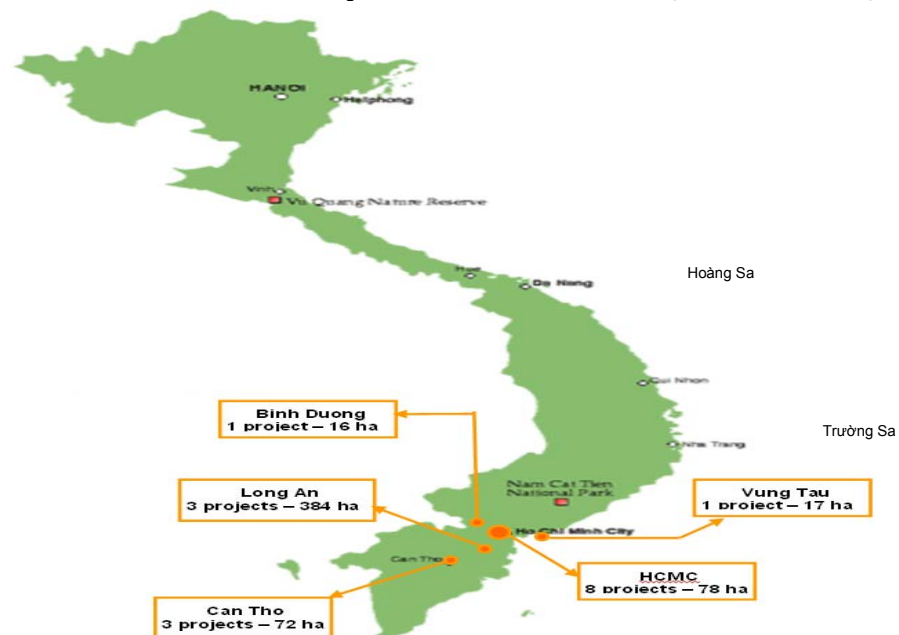 HANOI
Haiphong
Vinh
Vu Quang Nature Reserve
Hue
Da Nang
Hoàng Sa
Qui Nhon
Binh Duong
1 project – 16 ha
Nha Trang
Trường Sa
Long An
3 projects – 384 ha
Nam Cat Tien
National Park
Vung Tau
1 project – 17 ha
Ho Chi Minh City
Can Tho
HCMC
8 projects – 78 ha
Can Tho
3 projects – 72 ha